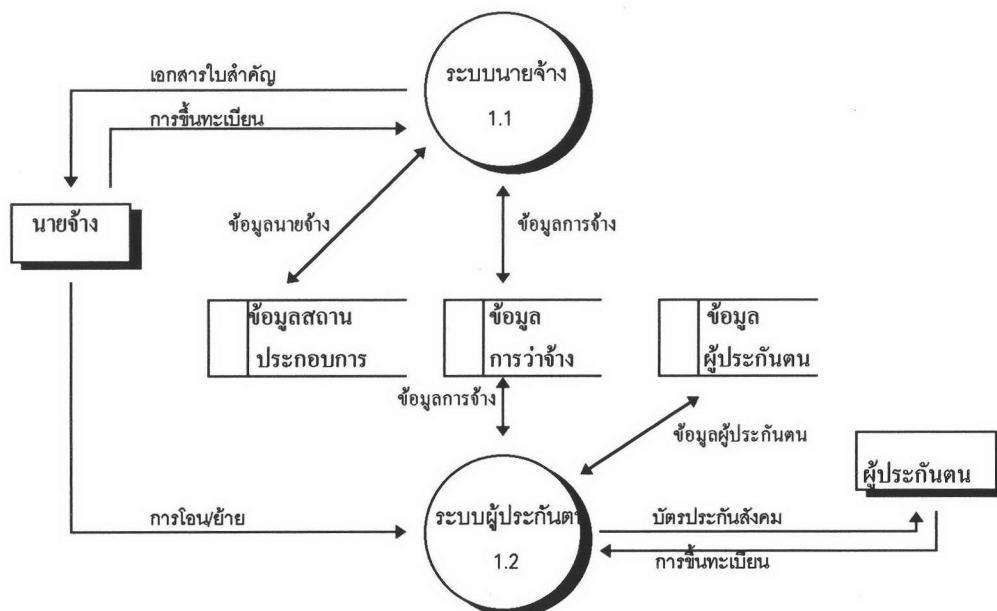 เอกสารใบสำคัญ
ระบบนายจ้าง
1.1
การขึ้นทะเบียน
นายจ้าง
ข้อมูลนายจ้าง
ข้อมูลการจ้าง
ข้อมูลสถาน
ประกอบการ
ข้อมูล
การว่าจ้าง
ข้อมูล
ผู้ประกันตน
ข้อมูลการจ้าง
ข้อมูลผู้ประกันตน
ผู้ประกันตน
การโอน/ย้าย
ระบบผู้ประกันตน
1.2
บัตรประกันสังคม
การขึ้นทะเบียน